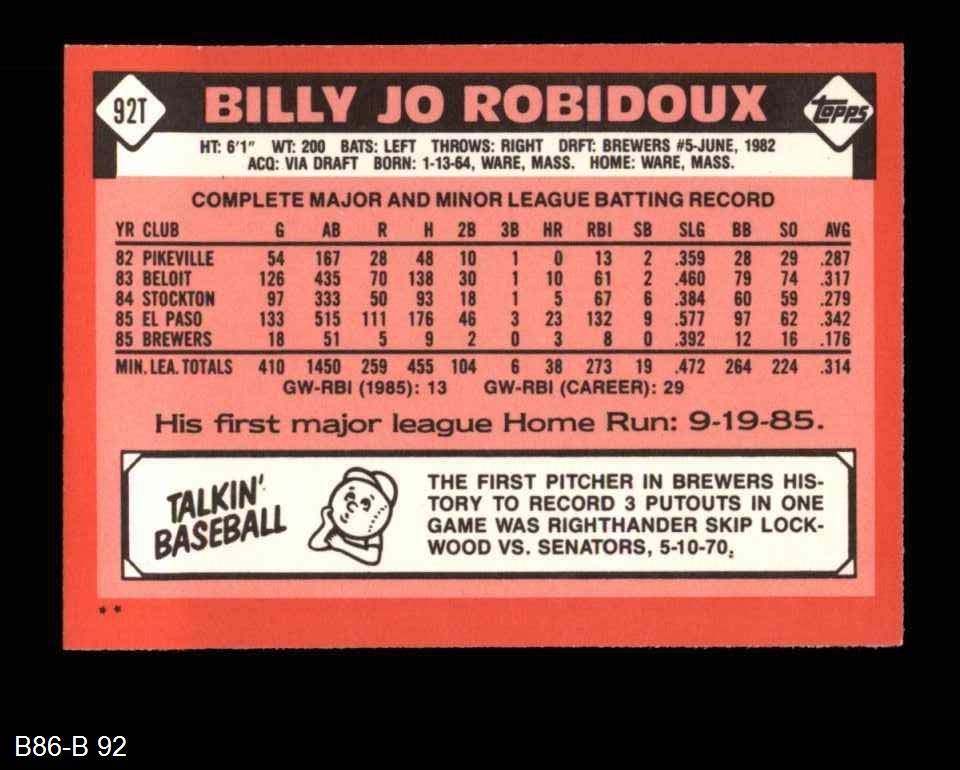 92T BILLY JO ROBIDOUX Topps
HT: 6'1" WT: 200 BATS: LEFT THROWS: RIGHT DRFT: BREWERS #5-JUNE, 1982
ACQ: VIA DRAFT BORN: 1-13-64, WARE, MASS. HOME: WARE, MASS.
COMPLETE MAJOR AND MINOR LEAGUE BATTING RECORD
YR CLUB G AB R H 2B 3B HR RBI SB SLG BB SO AVG
82 PIKEVILLE 54 167 28 48 10 1 0 13 2 .359 28 29 .287
83 BELOIT 126 435 70 138 30 1 10 61 2 .460 79 74 .317
84 STOCKTON 97 333 50 93 18 1 5 67 6 .384 60 59 .279
85 EL PASO 133 515 111 176 46 3 23 132 9 .577 97 62 .342
85 BREWERS 18 51 5 9 2 0 3 8 0 .392 12 16 .176
MIN. LEA. TOTALS 410 1450 259 455 104 6 38 273 19 .472 264 224 .314
GW-RBI (1985): 13 GW-RBI (CAREER): 29
His first major league Home Run: 9-19-85.
TALKIN'
BASEBALL
THE FIRST PITCHER IN BREWERS HIS-
TORY TO RECORD 3 PUTOUTS IN ONE
GAME WAS RIGHTHANDER SKIP LOCK-
WOOD VS. SENATORS, 5-10-70.
* *
B86-B 92